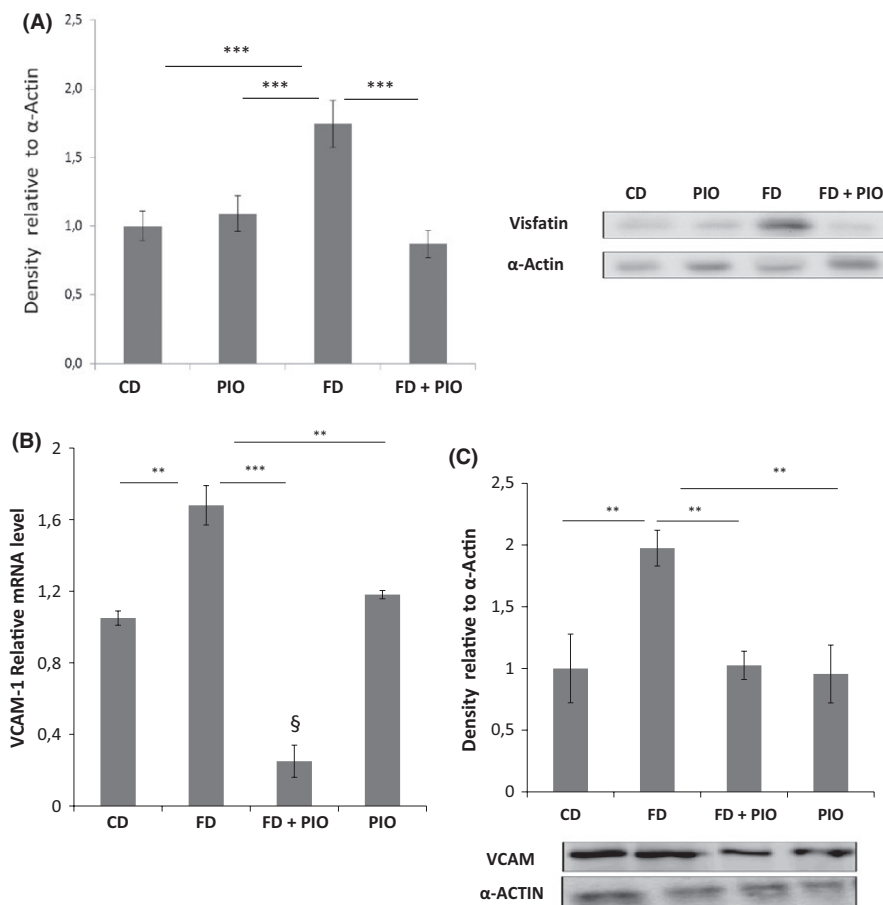 (A)
Density relative to α-Actin
2,5
2,0
1,5
1,0
0,5
0,0
***
***
***
CD PIO FD FD + PIO
CD PIO FD FD + PIO
Visfatin
α-Actin
(B)
VCAM-1 Relative mRNA level
2
1,6
1,2
0,8
0,4
0
**
**
***
§
CD FD FD + PIO PIO
(C)
Density relative to α-Actin
2,5
2
1,5
1
0,5
0
**
**
**
CD FD FD + PIO PIO
VCAM
α-ACTIN